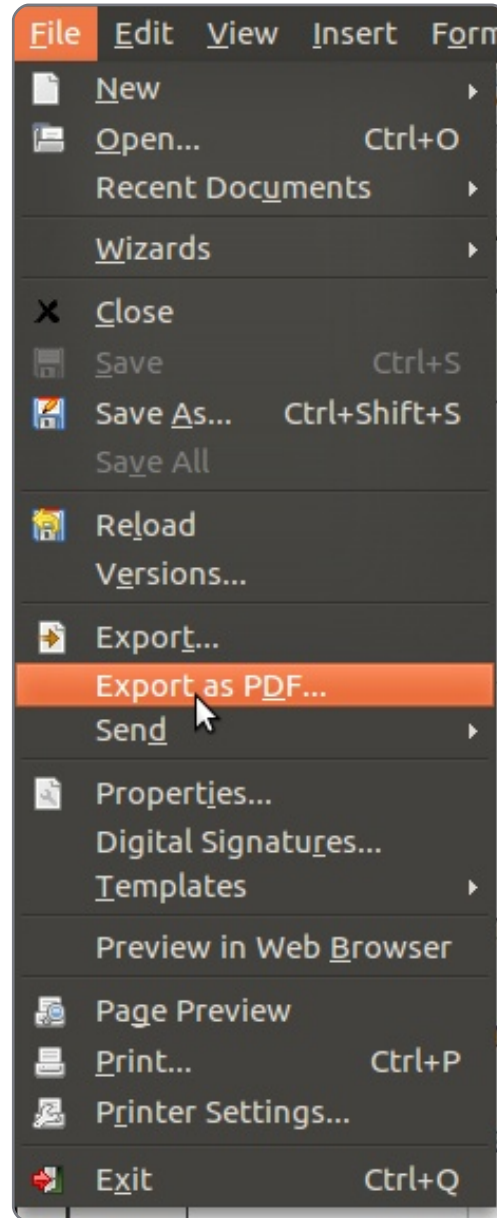 File Edit View Insert
New
Open... Ctrl+O
Recent Documents
Wizards
Close
Save Ctrl+S
Save As... Ctrl+Shift+S
Save All
Reload
Versions...
Export...
Export as PDF...
Send
Properties...
Digital Signatures...
Templates
Preview in Web Browser
Page Preview
Print... Ctrl+P
Printer Settings...
Exit Ctrl+Q